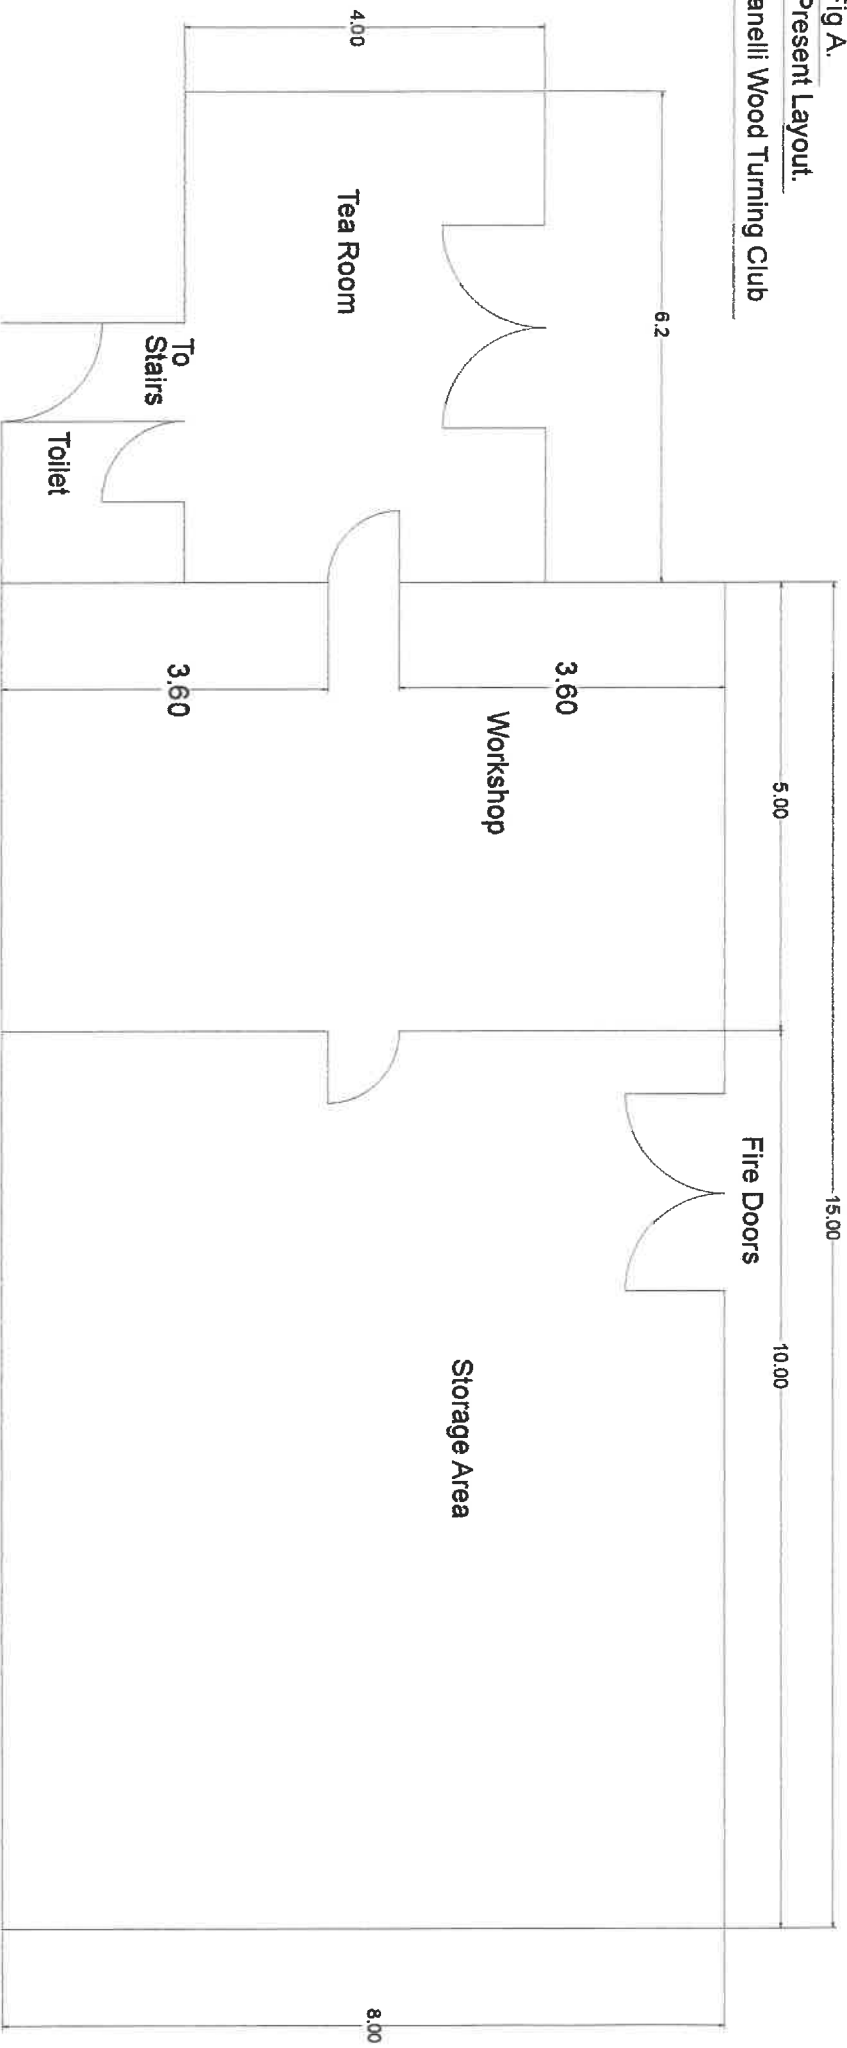 Fig A.
Present Layout.
anelli Wood Turning Club
15.00
5.00
10.00
Fire Doors
6.2
3.60
Workshop
Storage Area
4.00
Tea Room
8.00
To
Stairs
3.60
Toilet